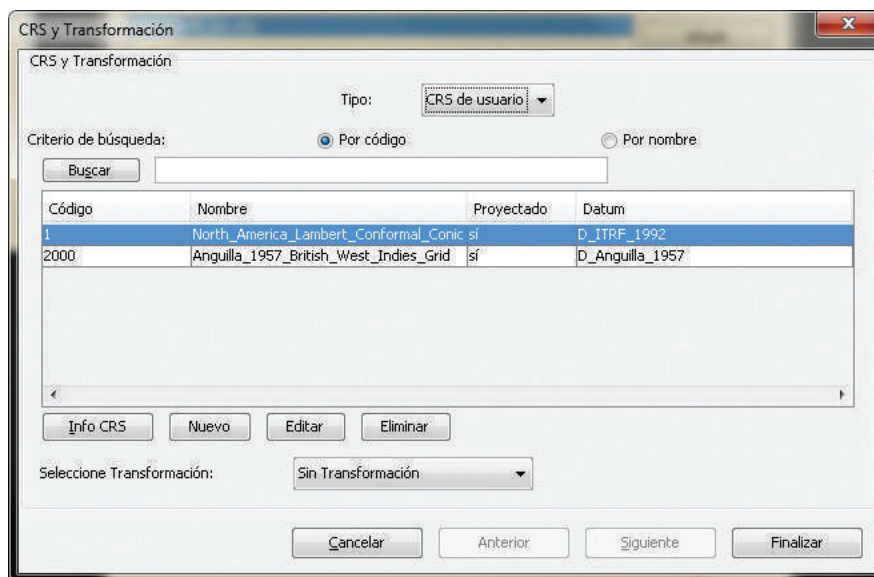 CRS y Transformación
CRS y Transformación
Tipo: CRS de usuario
Criterio de búsqueda: Por código Por nombre
Buscar
Código Nombre Proyectado Datum
1 North_America_Lambert_Conformal_Conic sí D_ITRF_1992
2000 Anguilla_1957_British_West_Indies_Grid sí D_Anguilla_1957
Info CRS Nuevo Editar Eliminar
Seleccione Transformación: Sin Transformación
Cancelar Anterior Siguiente Finalizar